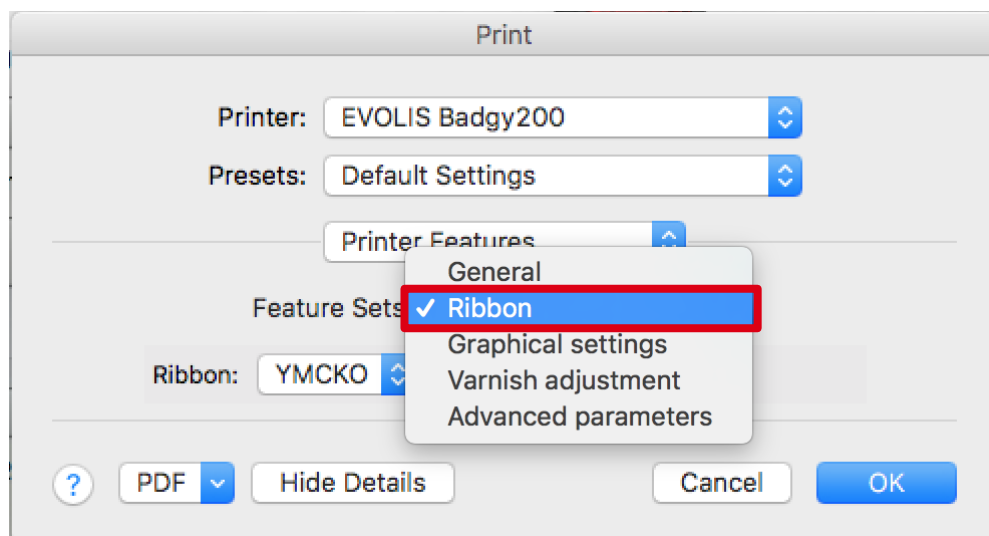 Print
Printer: EVOLIS Badgy200
Presets: Default Settings
Printer Features
General
Feature Sets ✓ Ribbon
Graphical settings
Ribbon: YMCKO
Varnish adjustment
Advanced parameters
? PDF Hide Details Cancel OK